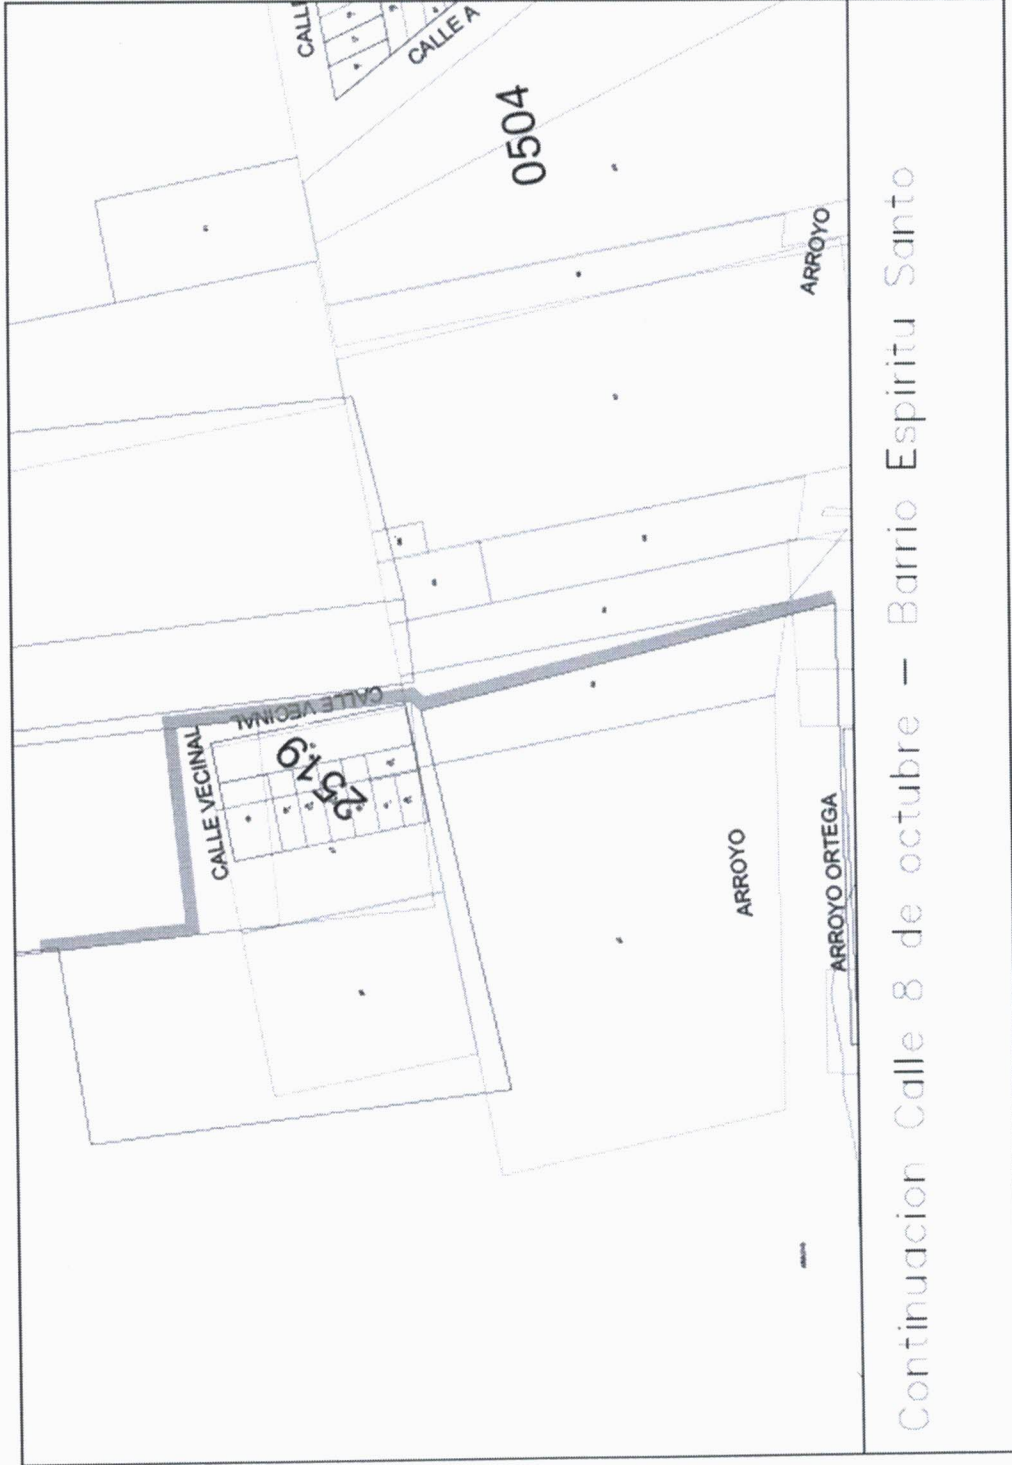 CALLE A
0504
ARROYO
CALLE VECINAL
CALLE VECINAL
2519
ARROYO
ARROYO ORTEGA
Continuacion Calle 8 de octubre — Barrio Espiritu Santo